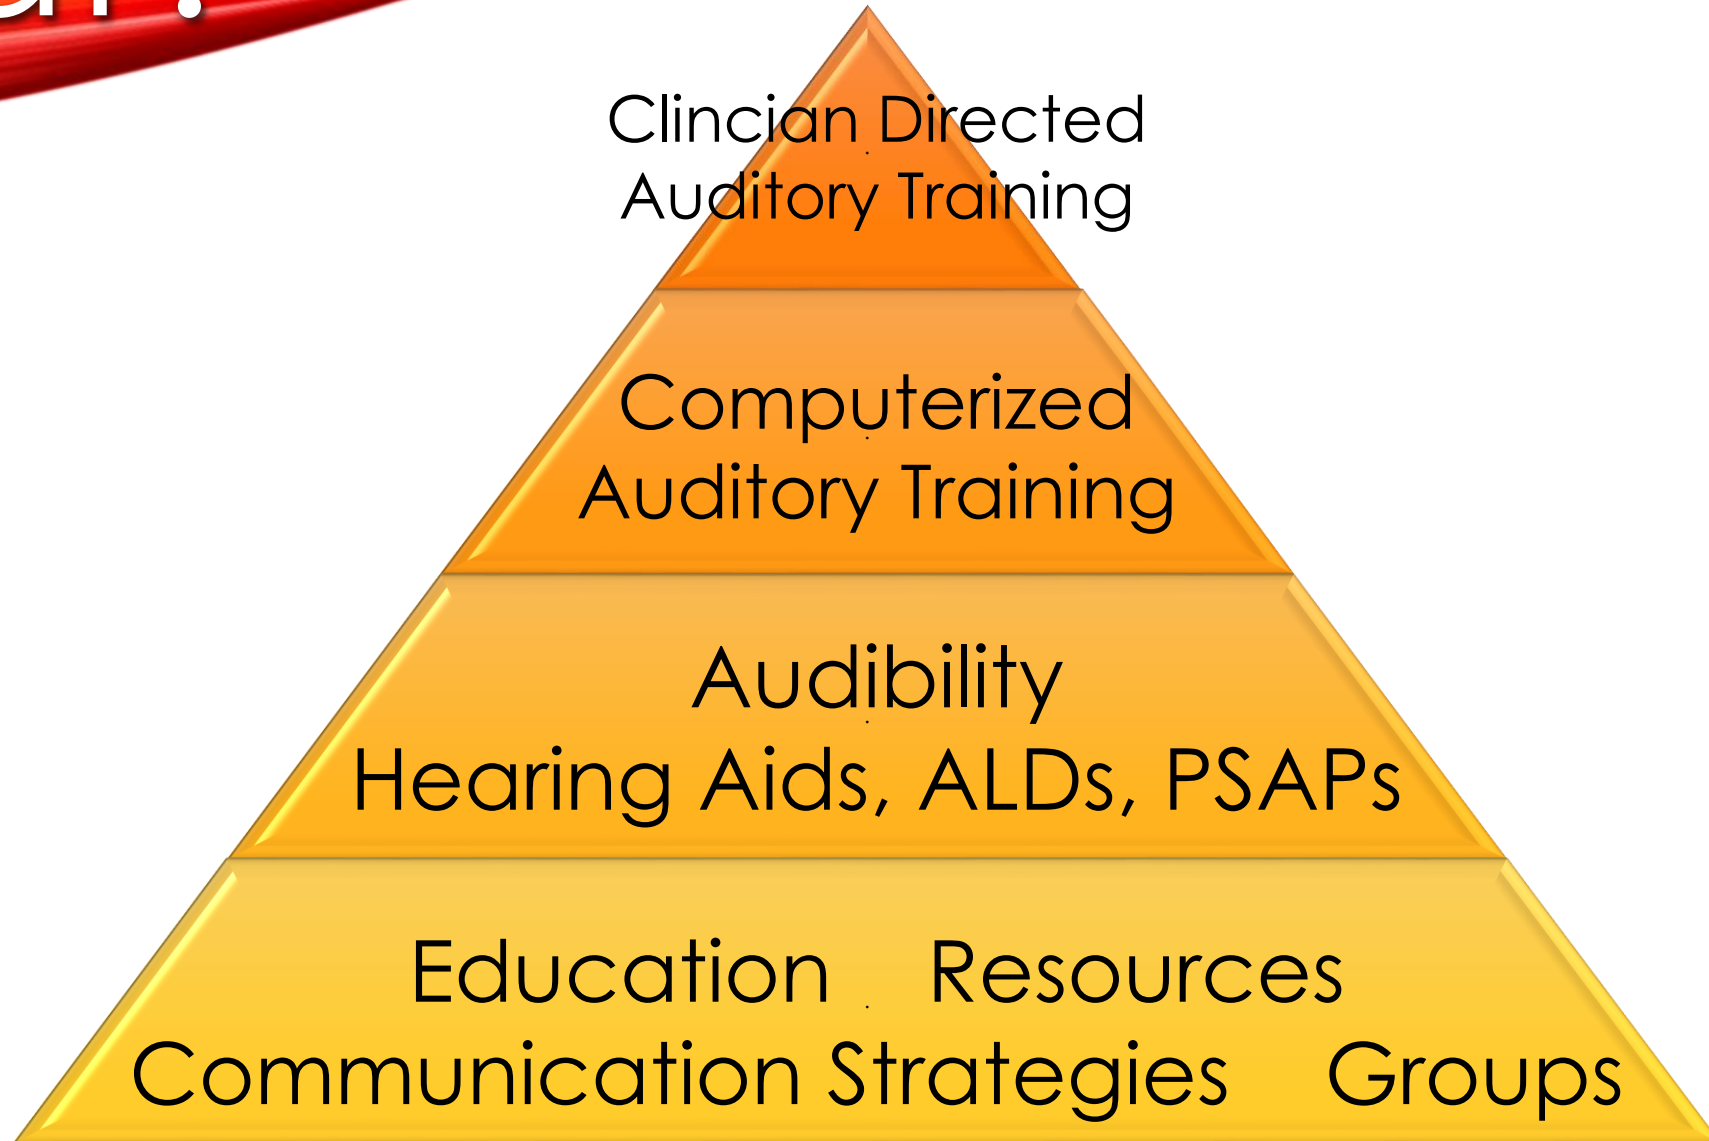 Clincian Directed
Auditory Training
Computerized
Auditory Training
Audibility
Hearing Aids, ALDs, PSAPs
Education Resources
Communication Strategies Groups